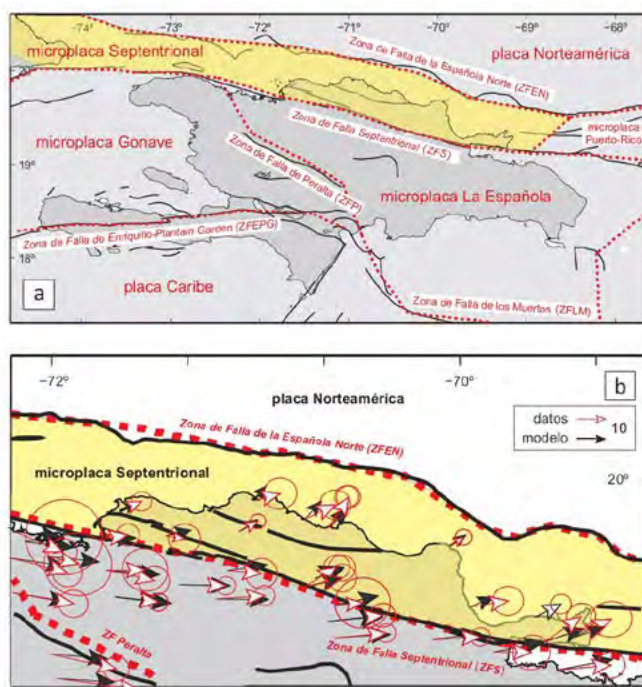 −74° −73° −72° −71° −70° −69° −68°
microplaca Septentrional
Zona de Falla de la Española Norte (ZFEN)
placa Norteamérica
microplaca
Puerto-Rico
Zona de Falla Septentrional (ZFS)
microplaca Gonave
19°
Zona de Falla de Peralta (ZFP)
microplaca La Española
Zona de Falla de Enriquillo-Plantain Garden (ZFEPG)
18°
placa Caribe
Zona de Falla de los Muertos (ZFLM)
a
−72° −70°
b
placa Norteamérica
datos
modelo
10
Zona de Falla de la Española Norte (ZFEN)
20°
microplaca Septentrional
ZF Peralta
Zona de Falla Septentrional (ZFS)